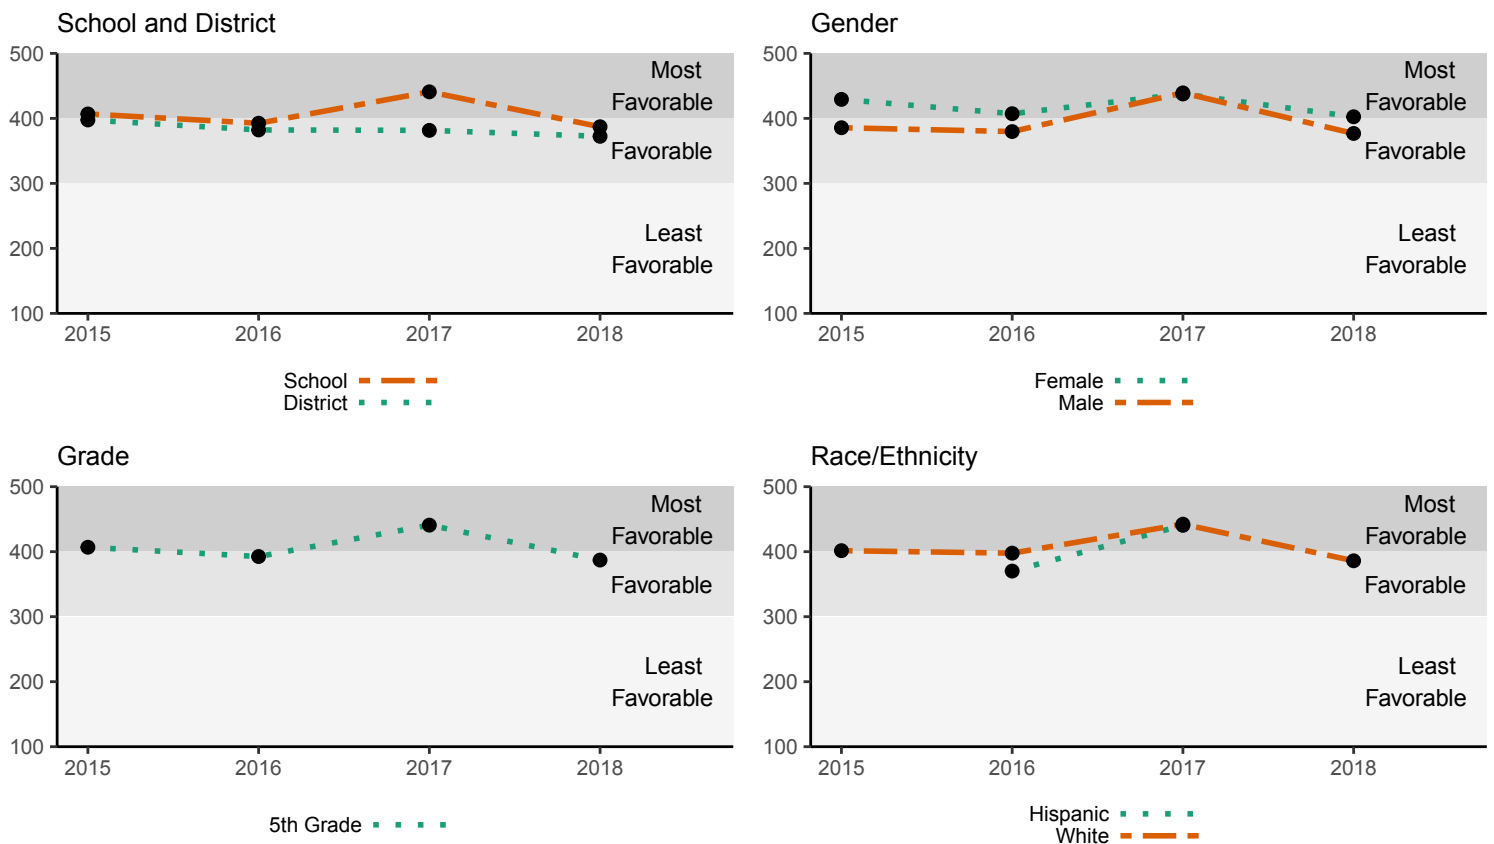 School and District
500
400
300
200
100
Most
Favorable
Favorable
Least
Favorable
2015 2016 2017 2018
School
District
Gender
500
400
300
200
100
Most
Favorable
Favorable
Least
Favorable
2015 2016 2017 2018
Female
Male
Grade
500
400
300
200
100
Most
Favorable
Favorable
Least
Favorable
2015 2016 2017 2018
5th Grade
Race/Ethnicity
500
400
300
200
100
Most
Favorable
Favorable
Least
Favorable
2015 2016 2017 2018
Hispanic
White